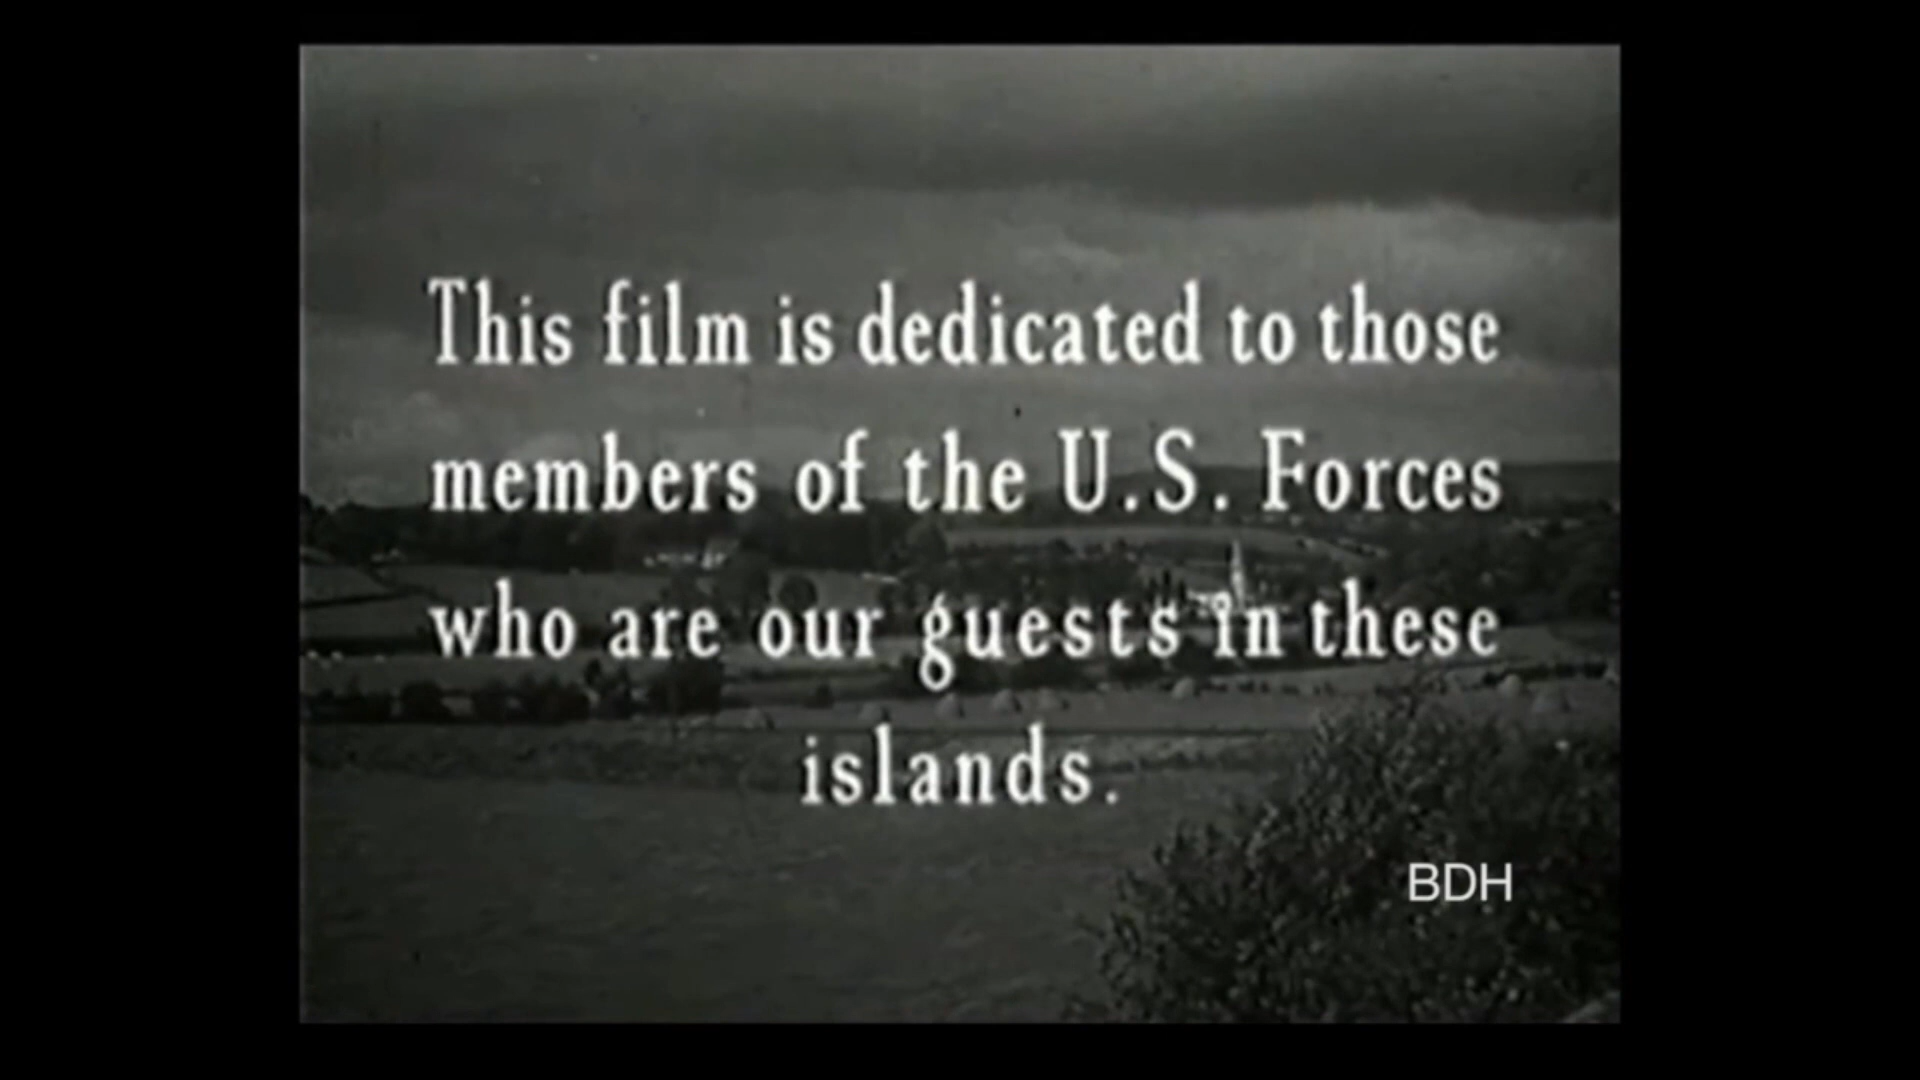 This film is dedicated to those
members of the U.S. Forces
who are our guests in these
islands.
BDH